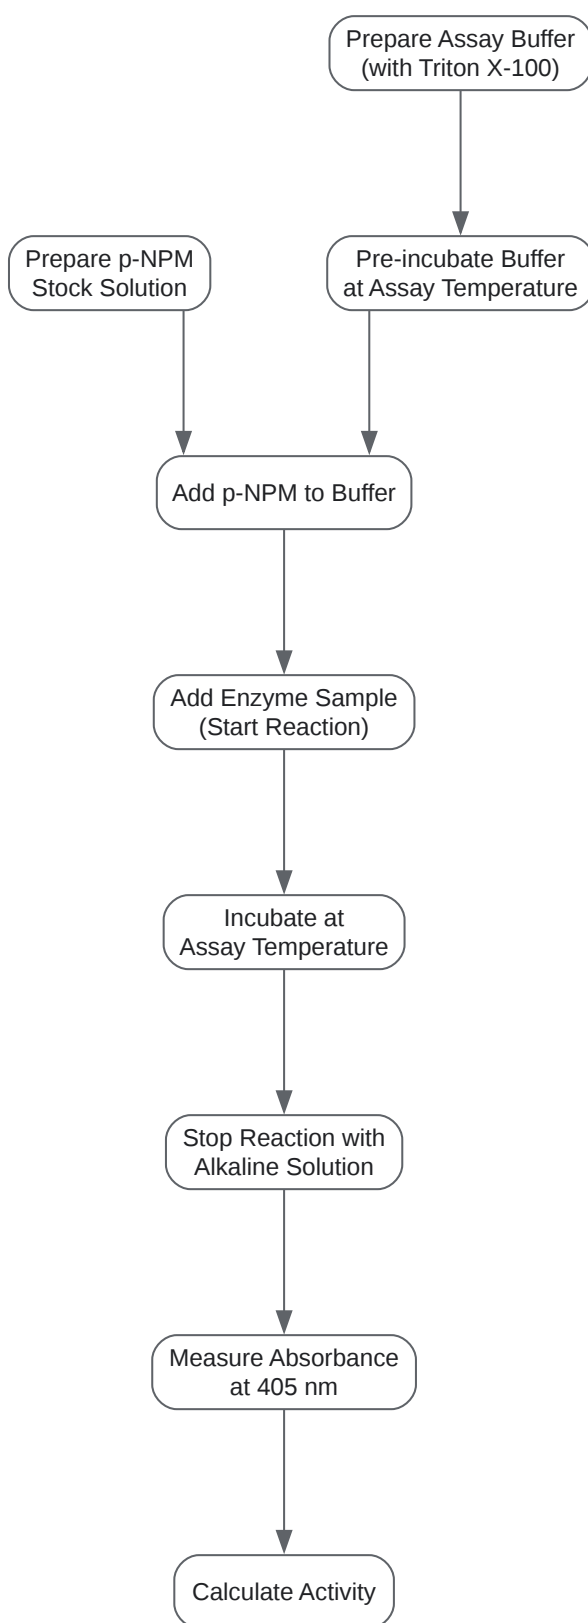 Prepare Assay Buffer
(with Triton X-100)
Prepare p-NPM
Stock Solution
Pre-incubate Buffer
at Assay Temperature
Add p-NPM to Buffer
Add Enzyme Sample
(Start Reaction)
Incubate at
Assay Temperature
Stop Reaction with
Alkaline Solution
Measure Absorbance
at 405 nm
Calculate Activity